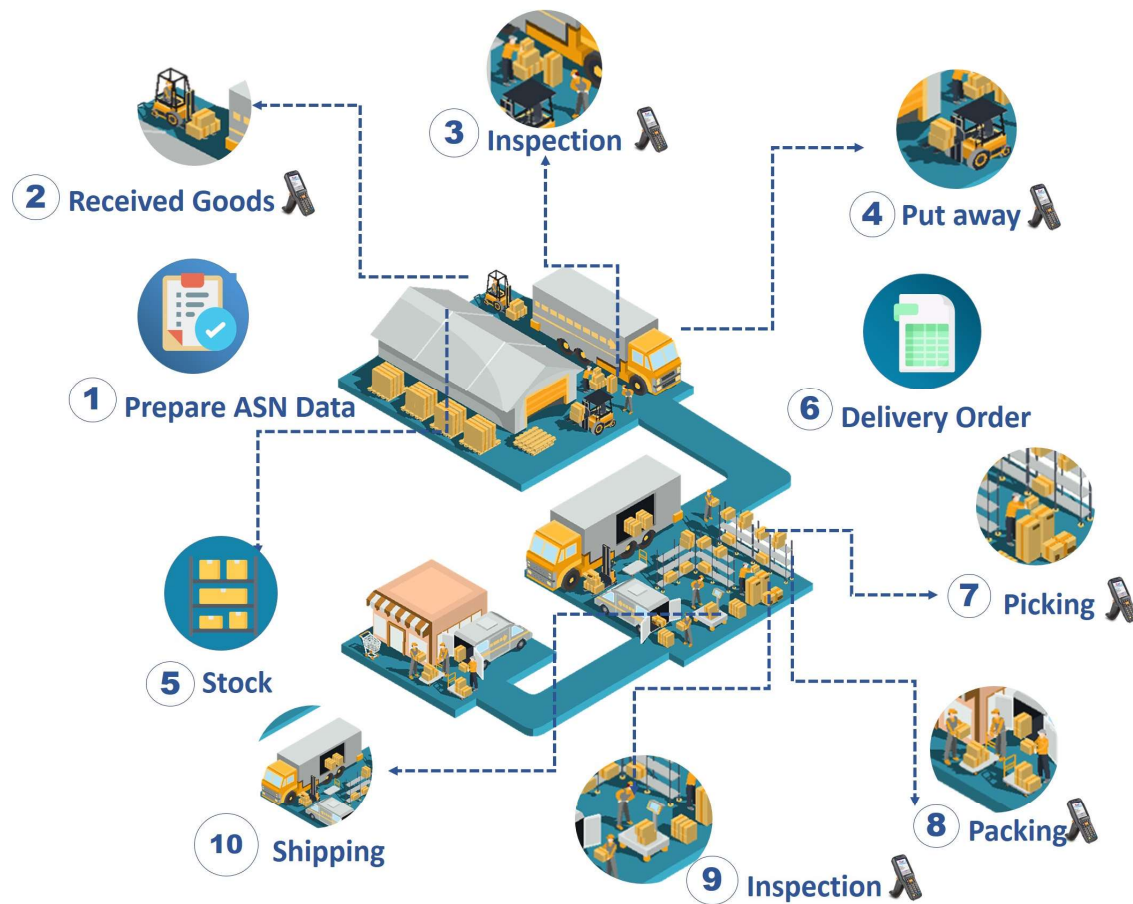 1 Prepare ASN Data
2 Received Goods
3 Inspection
4 Put away
5 Stock
6 Delivery Order
7 Picking
8 Packing
9 Inspection
10 Shipping